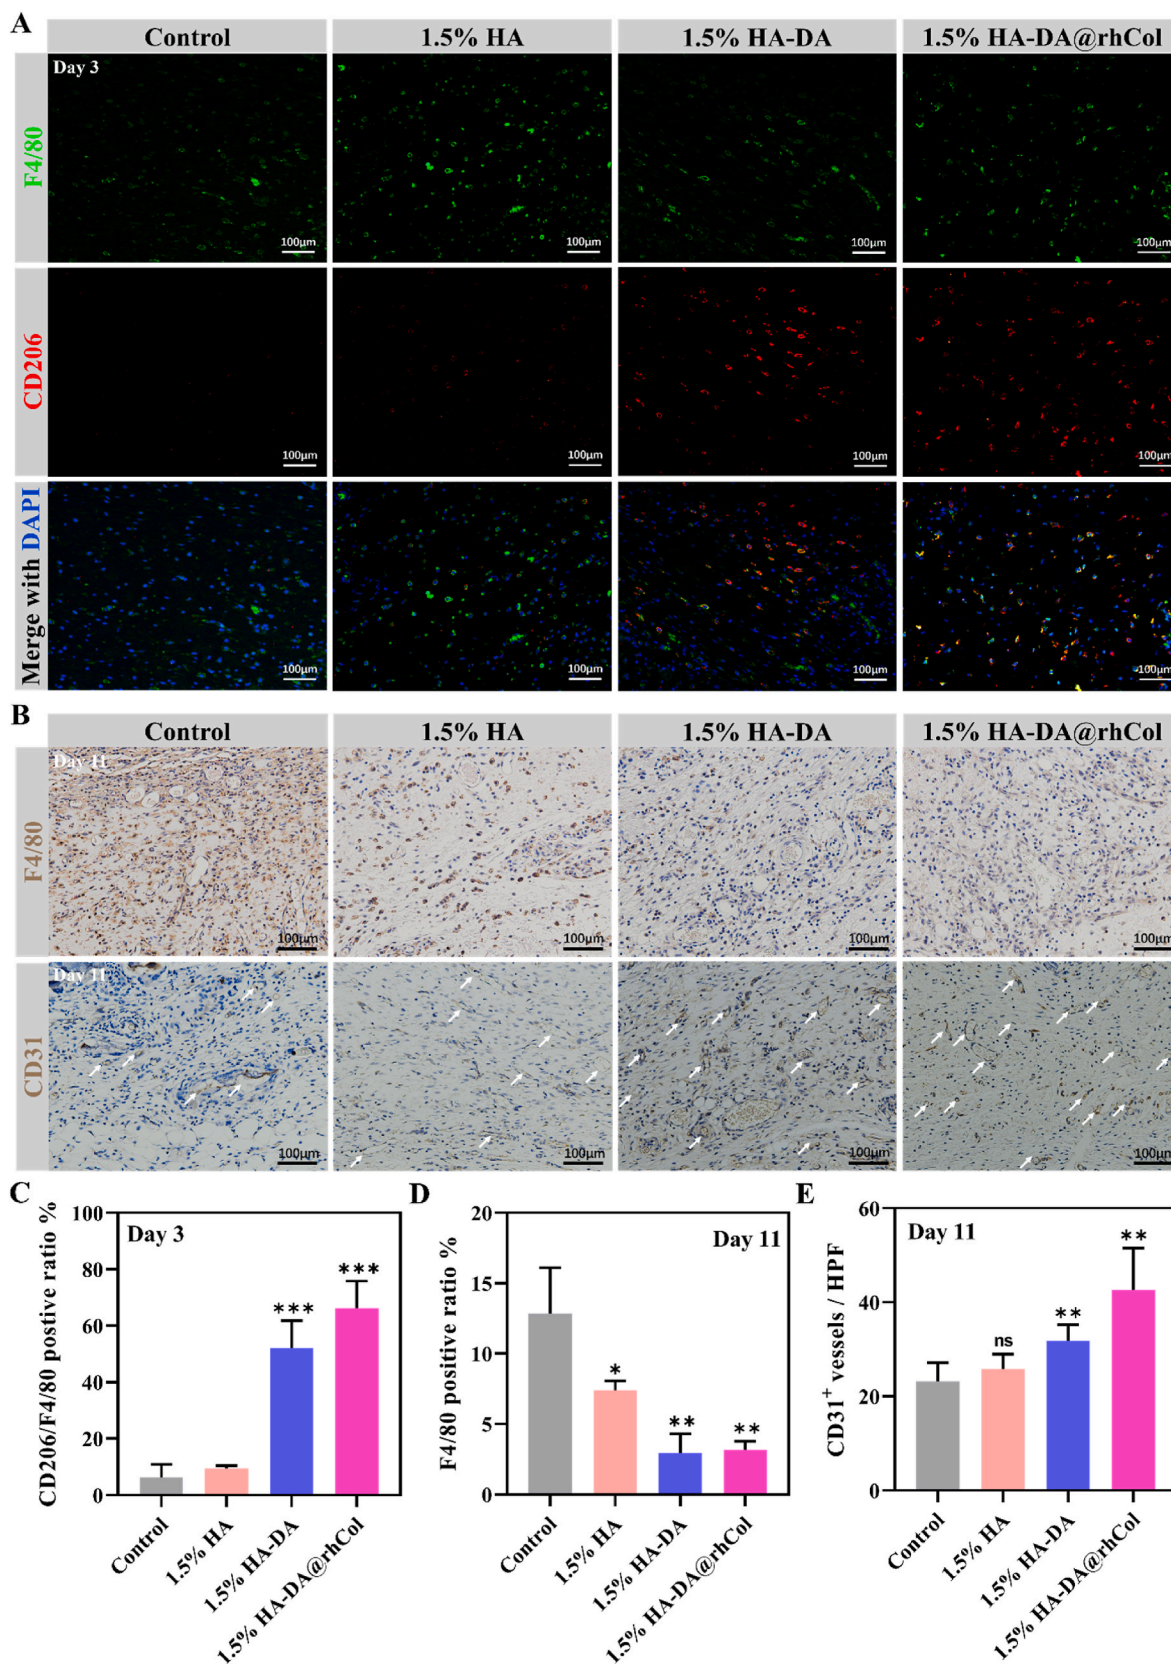 A
Control
1.5% HA
1.5% HA-DA
1.5% HA-DA@rhCol
F4/80
Day 3
100μm
100μm
100μm
100μm
CD206
100μm
100μm
100μm
100μm
Merge with DAPI
100μm
100μm
100μm
100μm
B
Control
1.5% HA
1.5% HA-DA
1.5% HA-DA@rhCol
F4/80
Day 11
100μm
100μm
100μm
100μm
CD31
Day 11
100μm
100μm
100μm
100μm
C
CD206/F4/80 postive ratio %
100
80
60
40
20
0
Day 3
***
***
Control
1.5% HA
1.5% HA-DA
1.5% HA-DA@rhCol
D
F4/80 positive ratio %
20
15
10
5
0
Day 11
*
**
**
Control
1.5% HA
1.5% HA-DA
1.5% HA-DA@rhCol
E
CD31+ vessels / HPF
60
40
20
0
Day 11
ns
**
**
Control
1.5% HA
1.5% HA-DA
1.5% HA-DA@rhCol